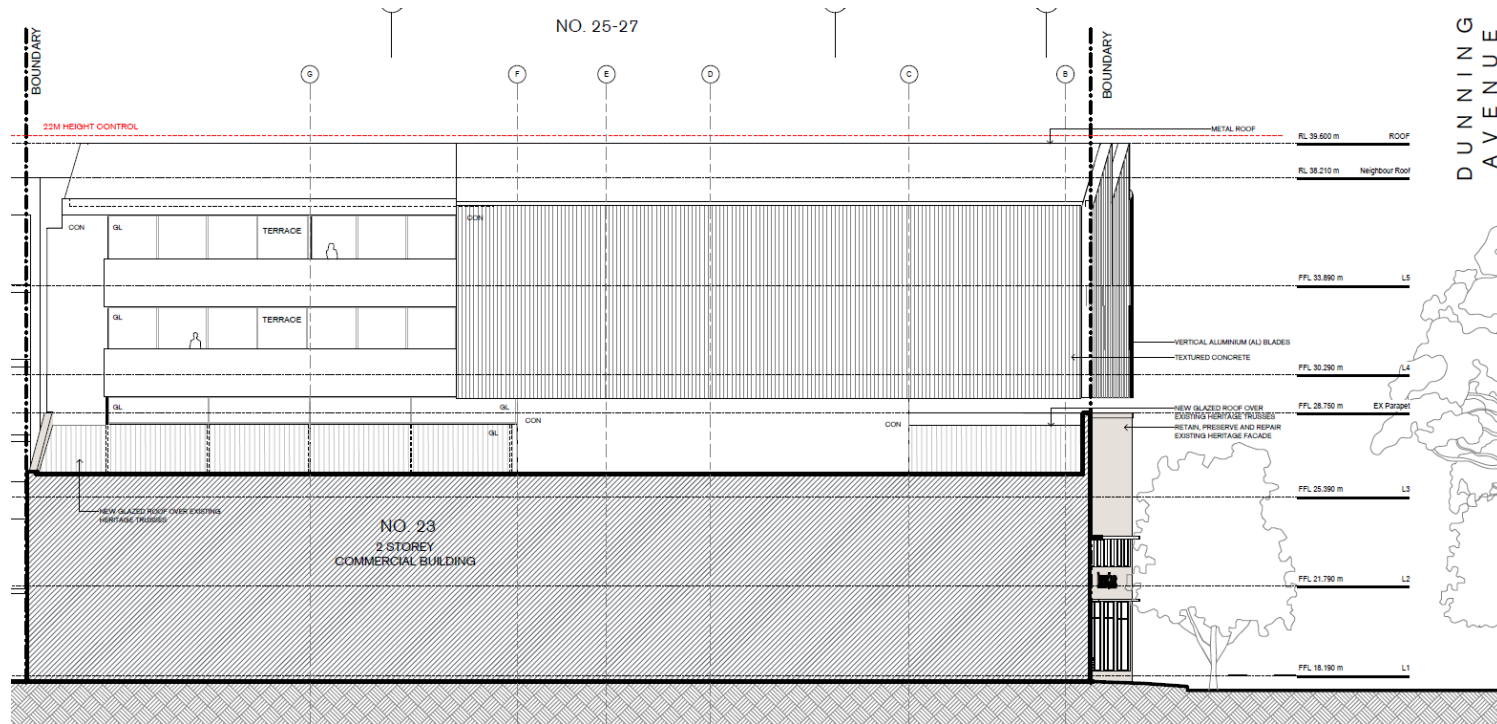 NO. 25-27
DUNNING
AVENUE
BOUNDARY
BOUNDARY
G
F
E
D
C
B
22M HEIGHT CONTROL
METAL ROOF
RL 39.600 m ROOF
RL 38.210 m Neighbour Roof
CON
GL
TERRACE
CON
FFL 33.890 m L5
GL
TERRACE
VERTICAL ALUMINIUM (AL) BLADES
TEXTURED CONCRETE
FFL 30.290 m L4
GL
GL
CON
CON
GL
NEW GLAZED ROOF OVER
EXISTING HERITAGE TRUSSES
RETAIN, PRESERVE AND REPAIR
EXISTING HERITAGE FACADE
FFL 28.750 m EX Parapet
NEW GLAZED ROOF OVER EXISTING
HERITAGE TRUSSES
FFL 25.390 m L3
NO. 23
2 STOREY
COMMERCIAL BUILDING
FFL 21.790 m L2
FFL 18.190 m L1